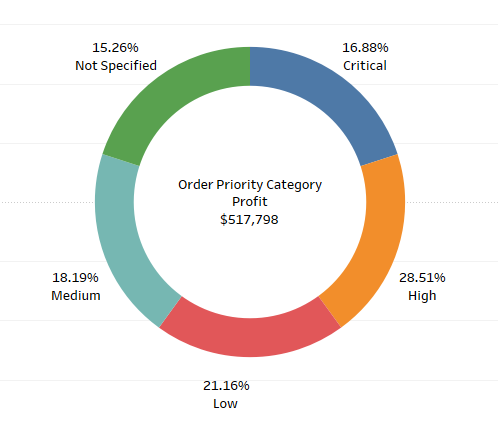 15.26%
Not Specified
16.88%
Critical
Order Priority Category
Profit
$517,798
18.19%
Medium
28.51%
High
21.16%
Low